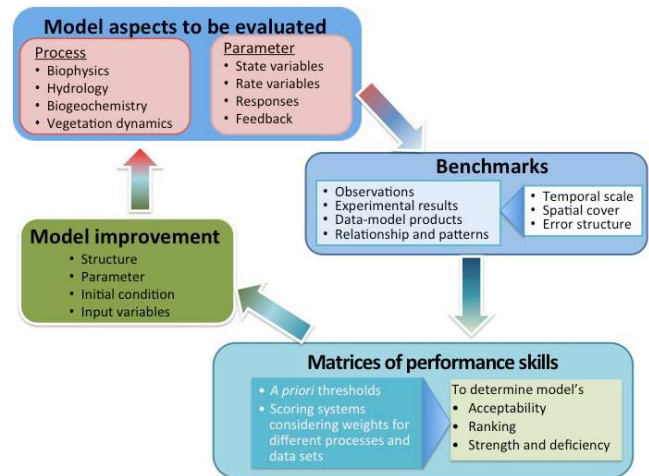 Model aspects to be evaluated
Process
• Biophysics
• Hydrology
• Biogeochemistry
• Vegetation dynamics
Parameter
• State variables
• Rate variables
• Responses
• Feedback
Benchmarks
• Observations
• Experimental results
• Data-model products
• Relationship and patterns
• Temporal scale
• Spatial cover
• Error structure
Matrices of performance skills
• A priori thresholds
• Scoring systems
considering weights for
different processes and
data sets
To determine model's
• Acceptability
• Ranking
• Strength and deficiency
Model improvement
• Structure
• Parameter
• Initial condition
• Input variables